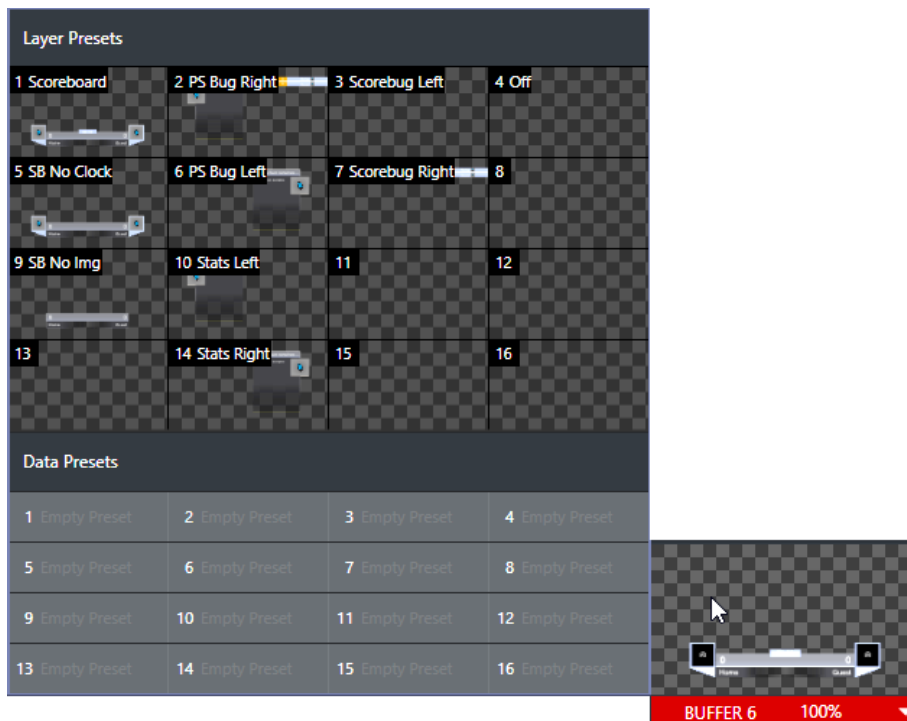 Layer Presets
1 Scoreboard
2 PS Bug Right
3 Scorebug Left
4 Off
5 SB No Clock
6 PS Bug Left
7 Scorebug Right
8
9 SB No Img
10 Stats Left
11
12
13
14 Stats Right
15
16
Data Presets
1 Empty Preset
2 Empty Preset
3 Empty Preset
4 Empty Preset
5 Empty Preset
6 Empty Preset
7 Empty Preset
8 Empty Preset
9 Empty Preset
10 Empty Preset
11 Empty Preset
12 Empty Preset
13 Empty Preset
14 Empty Preset
15 Empty Preset
16 Empty Preset
0 0
Home Guest
BUFFER 6 100%